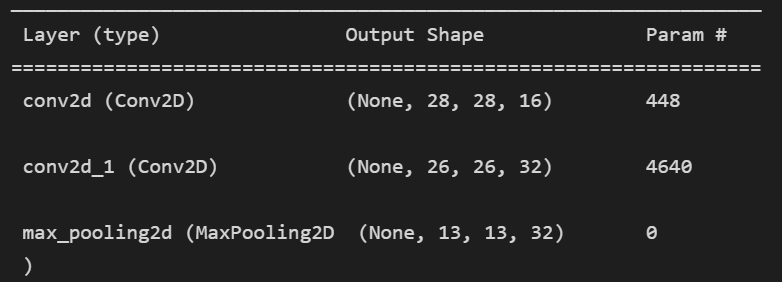 Layer (type) Output Shape Param #
=================================================================
conv2d (Conv2D) (None, 28, 28, 16) 448
conv2d_1 (Conv2D) (None, 26, 26, 32) 4640
max_pooling2d (MaxPooling2D (None, 13, 13, 32) 0
)